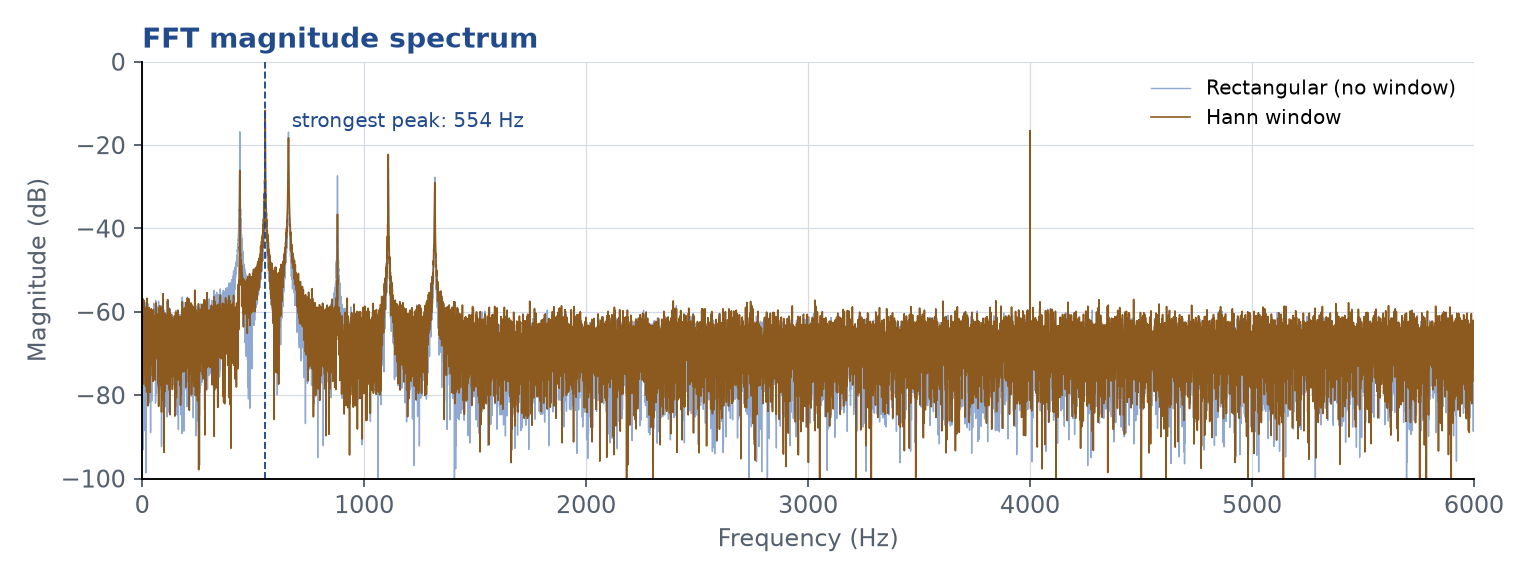 FFT magnitude spectrum
Rectangular (no window)
Hann window
strongest peak: 554 Hz
Magnitude (dB)
0
−20
−40
−60
−80
−100
0 1000 2000 3000 4000 5000 6000
Frequency (Hz)